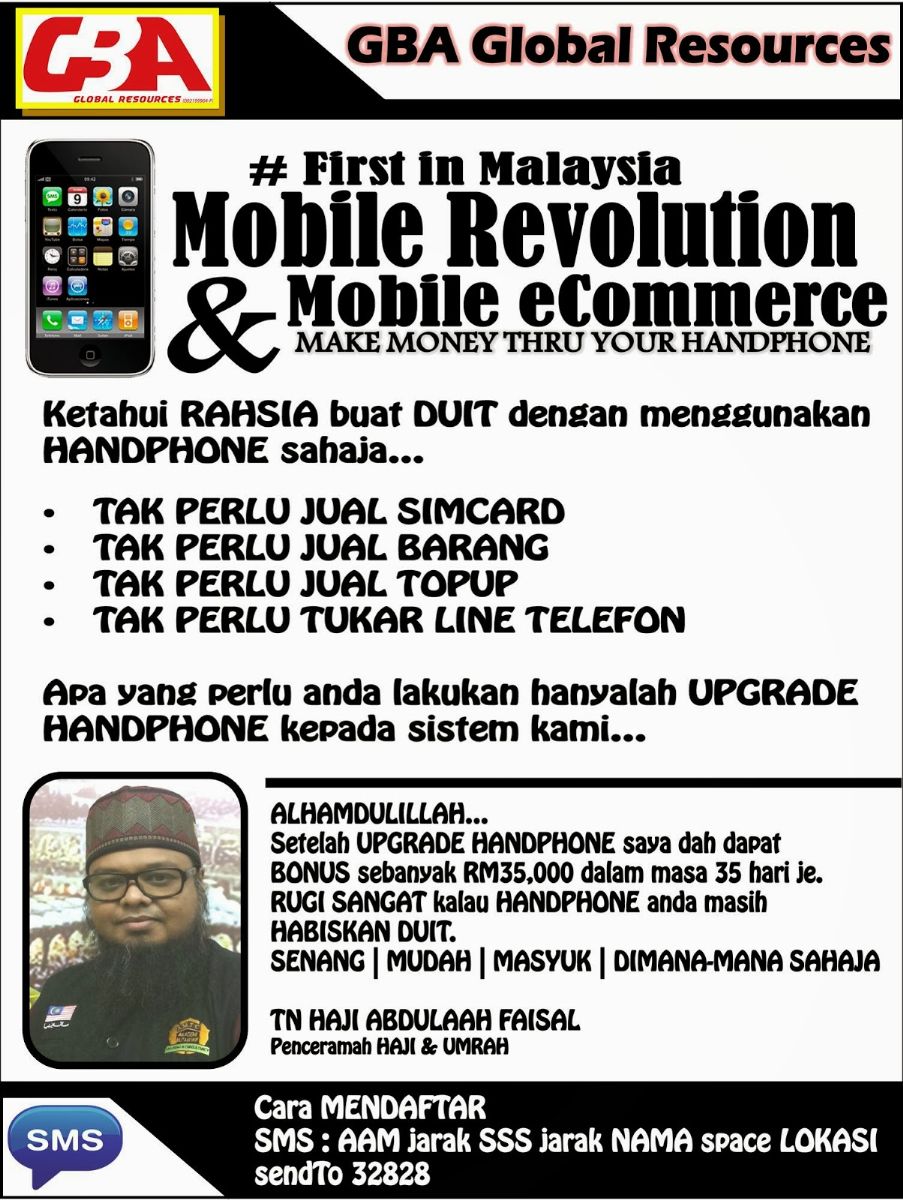 GBA
GLOBAL RESOURCES
GBA Global Resources
# First in Malaysia
Mobile Revolution
& Mobile eCommerce
MAKE MONEY THRU YOUR HANDPHONE
Ketahui RAHSIA buat DUIT dengan menggunakan
HANDPHONE sahaja...
• TAK PERLU JUAL SIMCARD
• TAK PERLU JUAL BARANG
• TAK PERLU JUAL TOPUP
• TAK PERLU TUKAR LINE TELEFON
Apa yang perlu anda lakukan hanyalah UPGRADE
HANDPHONE kepada sistem kami...
ALHAMDULILLAH...
Setelah UPGRADE HANDPHONE saya dah dapat
BONUS sebanyak RM35,000 dalam masa 35 hari je.
RUGI SANGAT kalau HANDPHONE anda masih
HABISKAN DUIT.
SENANG | MUDAH | MASYUK | DIMANA-MANA SAHAJA
TN HAJI ABDULAAH FAISAL
Penceramah HAJI & UMRAH
SMS
Cara MENDAFTAR
SMS : AAM jarak SSS jarak NAMA space LOKASI
sendTo 32828